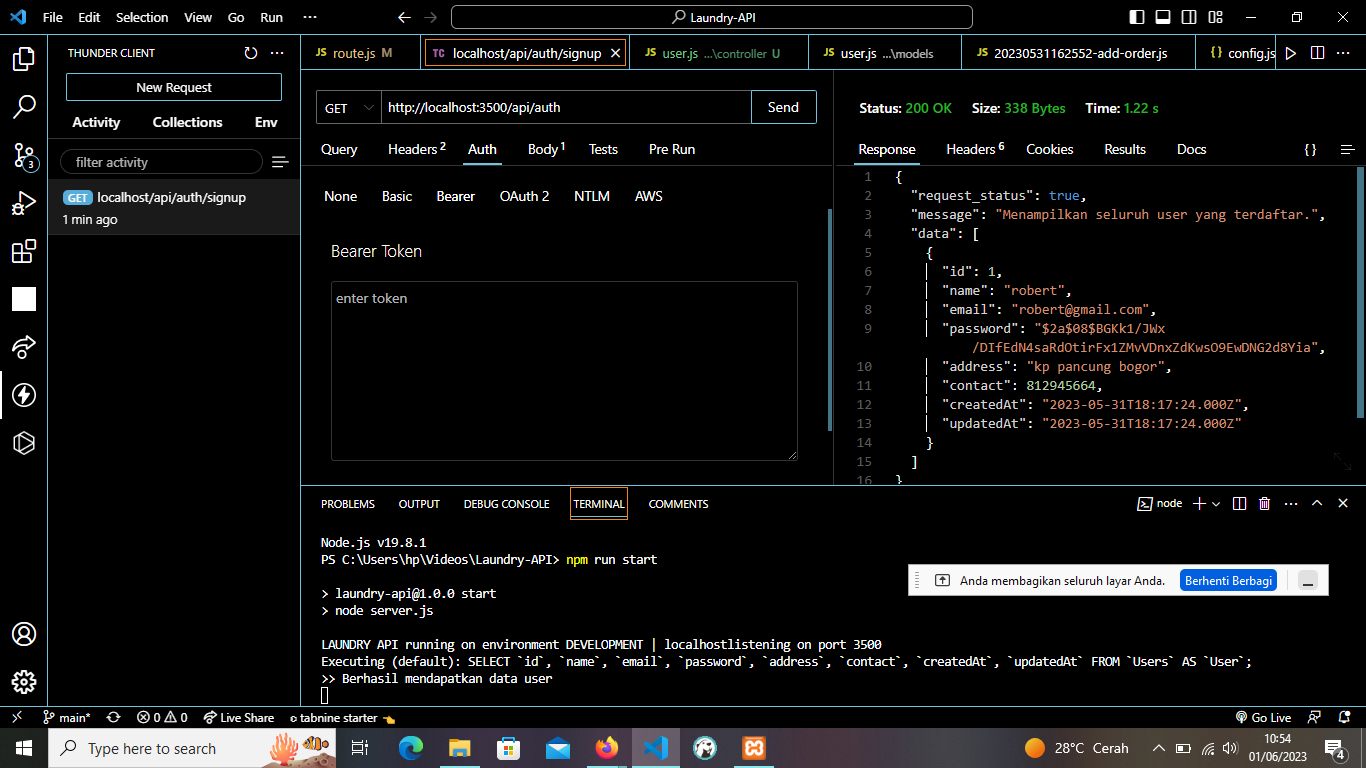 File Edit Selection View Go Run ··· Laundry-API
THUNDER CLIENT
New Request
Activity Collections Env
filter activity
GET localhost/api/auth/signup
1 min ago
3
JS route.js M TC localhost/api/auth/signup JS user.js ...\controller U JS user.js ...\models JS 20230531162552-add-order.js {} config.js
GET http://localhost:3500/api/auth Send
Query Headers 2 Auth Body 1 Tests Pre Run
None Basic Bearer OAuth 2 NTLM AWS
Bearer Token
enter token
Status: 200 OK Size: 338 Bytes Time: 1.22 s
Response Headers 6 Cookies Results Docs {}
1 {
2 "request_status": true,
3 "message": "Menampilkan seluruh user yang terdaftar.",
4 "data": [
5 {
6 "id": 1,
7 "name": "robert",
8 "email": "robert@gmail.com",
9 "password": "$2a$08$BGKk1/JWx
/DIfEdN4saRdOtirFx1ZMvVDnxZdKwsO9EwDNG2d8Yia",
10 "address": "kp pancung bogor",
11 "contact": 812945664,
12 "createdAt": "2023-05-31T18:17:24.000Z",
13 "updatedAt": "2023-05-31T18:17:24.000Z"
14 }
15 ]
16 }
PROBLEMS OUTPUT DEBUG CONSOLE TERMINAL COMMENTS
node
Node.js v19.8.1
PS C:\Users\hp\Videos\Laundry-API> npm run start
> laundry-api@1.0.0 start
> node server.js
LAUNDRY API running on environment DEVELOPMENT | localhostlistening on port 3500
Executing (default): SELECT `id`, `name`, `email`, `password`, `address`, `contact`, `createdAt`, `updatedAt` FROM `Users` AS `User`;
>> Berhasil mendapatkan data user
Anda membagikan seluruh layar Anda. Berhenti Berbagi
main* 0 0 Live Share tabnine starter Go Live
Type here to search
28°C Cerah
10:54
01/06/2023
4